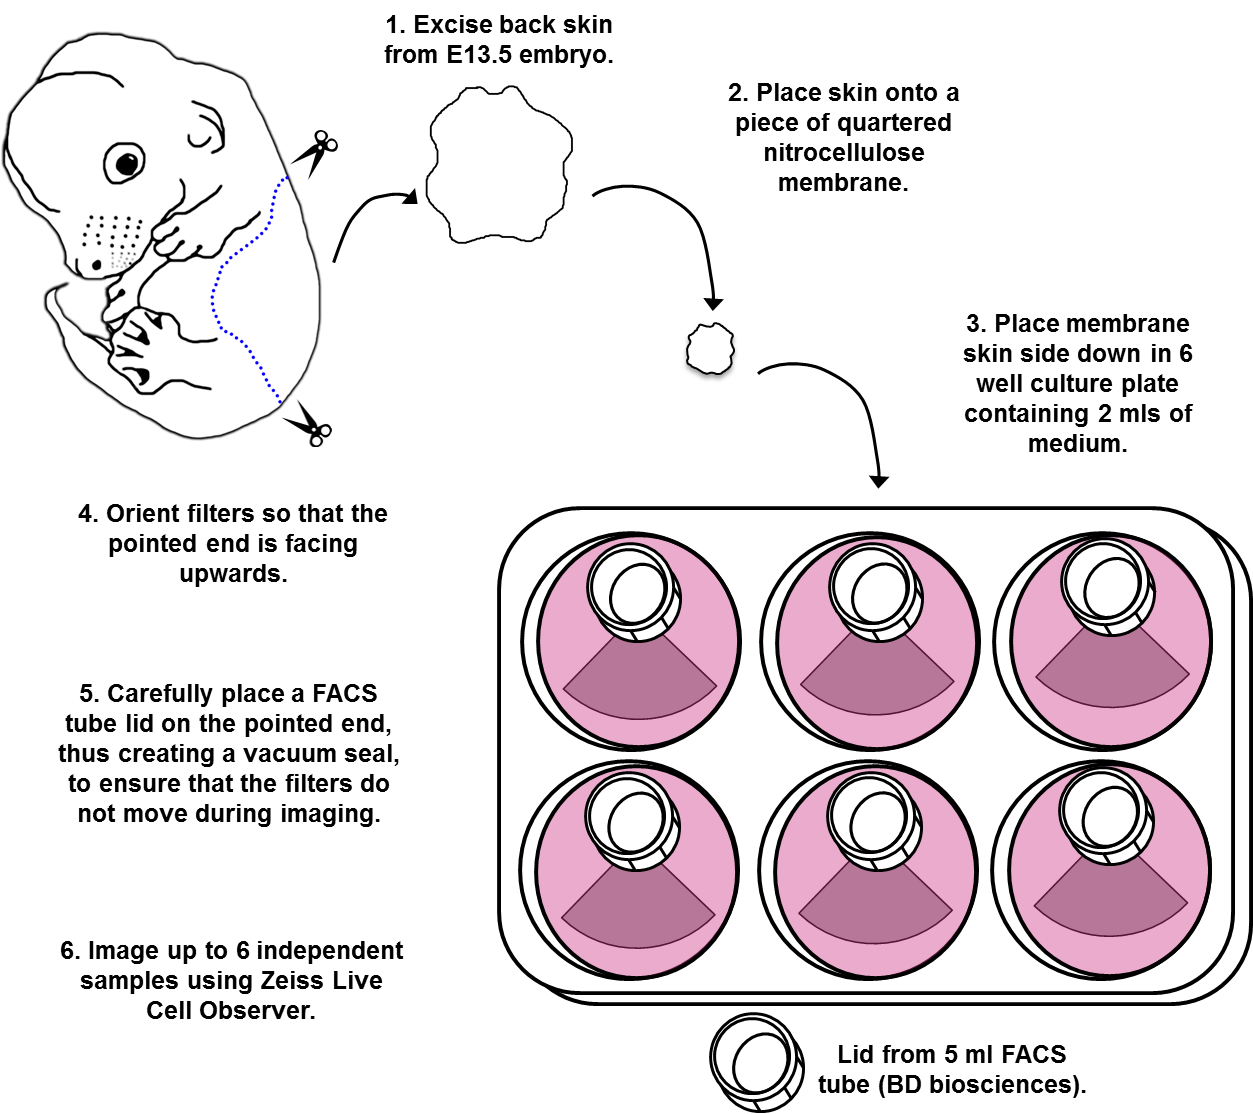 1. Excise back skin
from E13.5 embryo.
2. Place skin onto a
piece of quartered
nitrocellulose
membrane.
3. Place membrane
skin side down in 6
well culture plate
containing 2 mls of
medium.
4. Orient filters so that the
pointed end is facing
upwards.
5. Carefully place a FACS
tube lid on the pointed end,
thus creating a vacuum seal,
to ensure that the filters do
not move during imaging.
6. Image up to 6 independent
samples using Zeiss Live
Cell Observer.
Lid from 5 ml FACS
tube (BD biosciences).